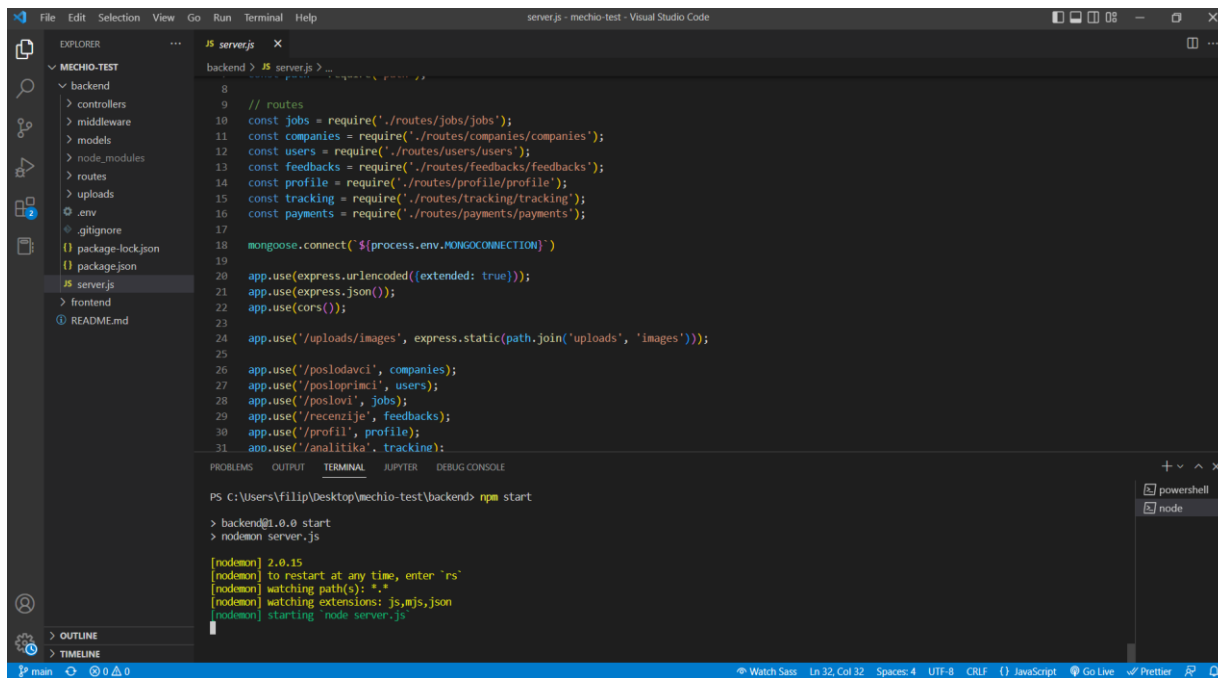 File Edit Selection View Go Run Terminal Help
server.js - mechio-test - Visual Studio Code
EXPLORER
MECHIO-TEST
backend
controllers
middleware
models
node_modules
routes
uploads
.env
.gitignore
package-lock.json
package.json
server.js
frontend
README.md
OUTLINE
TIMELINE
JS server.js
backend > JS server.js > ...
8
9 // routes
10 const jobs = require('./routes/jobs/jobs');
11 const companies = require('./routes/companies/companies');
12 const users = require('./routes/users/users');
13 const feedbacks = require('./routes/feedbacks/feedbacks');
14 const profile = require('./routes/profile/profile');
15 const tracking = require('./routes/tracking/tracking');
16 const payments = require('./routes/payments/payments');
17
18 mongoose.connect(`${process.env.MONGOCONNECTION}`)
19
20 app.use(express.urlencoded({extended: true}));
21 app.use(express.json());
22 app.use(cors());
23
24 app.use('/uploads/images', express.static(path.join('uploads', 'images')));
25
26 app.use('/poslodavci', companies);
27 app.use('/posloprimci', users);
28 app.use('/poslovi', jobs);
29 app.use('/recenzije', feedbacks);
30 app.use('/profil', profile);
31 app.use('/analitika', tracking);
PROBLEMS OUTPUT TERMINAL JUPYTER DEBUG CONSOLE
PS C:\Users\filip\Desktop\mechio-test\backend> npm start
> backend@1.0.0 start
> nodemon server.js
[nodemon] 2.0.15
[nodemon] to restart at any time, enter `rs`
[nodemon] watching path(s): *.*
[nodemon] watching extensions: js,mjs,json
[nodemon] starting `node server.js`
powershell
node
2
main 0 0 Watch Sass Ln 32, Col 32 Spaces: 4 UTF-8 CRLF {} JavaScript Go Live Prettier